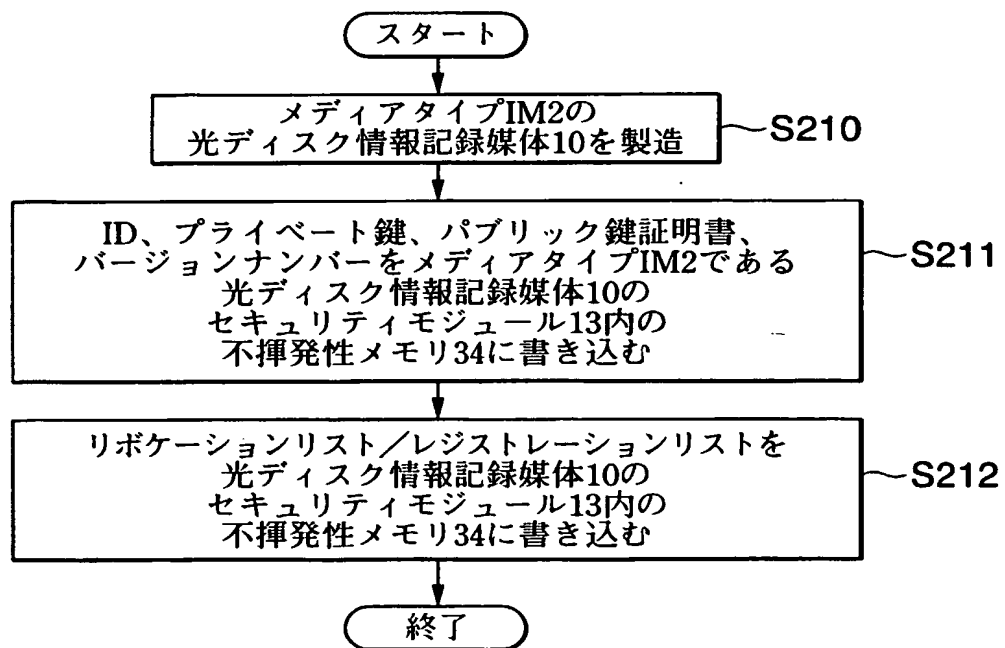 スタート
メディアタイプIM2の
光ディスク情報記録媒体10を製造
S210
ID、プライベート鍵、パブリック鍵証明書、
バージョンナンバーをメディアタイプIM2である
光ディスク情報記録媒体10の
セキュリティモジュール13内の
不揮発性メモリ34に書き込む
S211
リボケーションリスト／レジストレーションリストを
光ディスク情報記録媒体10の
セキュリティモジュール13内の
不揮発性メモリ34に書き込む
S212
終了